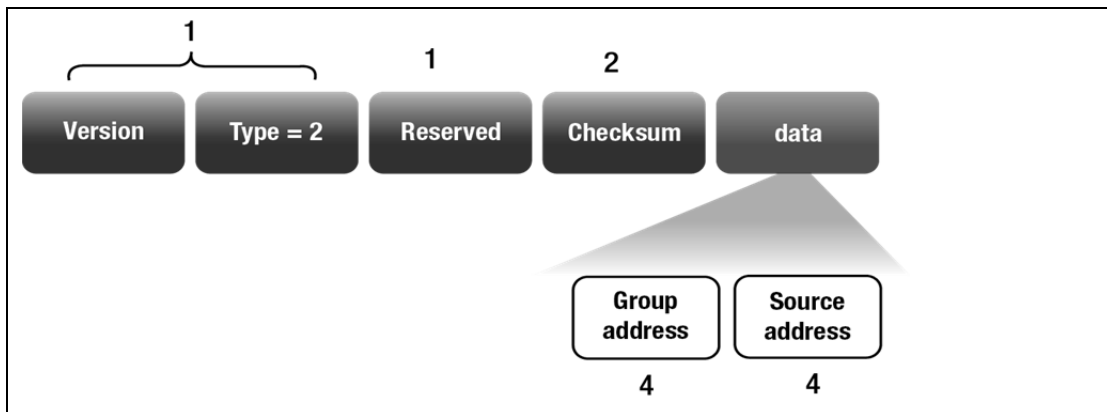 1
1
2
Version
Type = 2
Reserved
Checksum
data
Group
address
Source
address
4
4